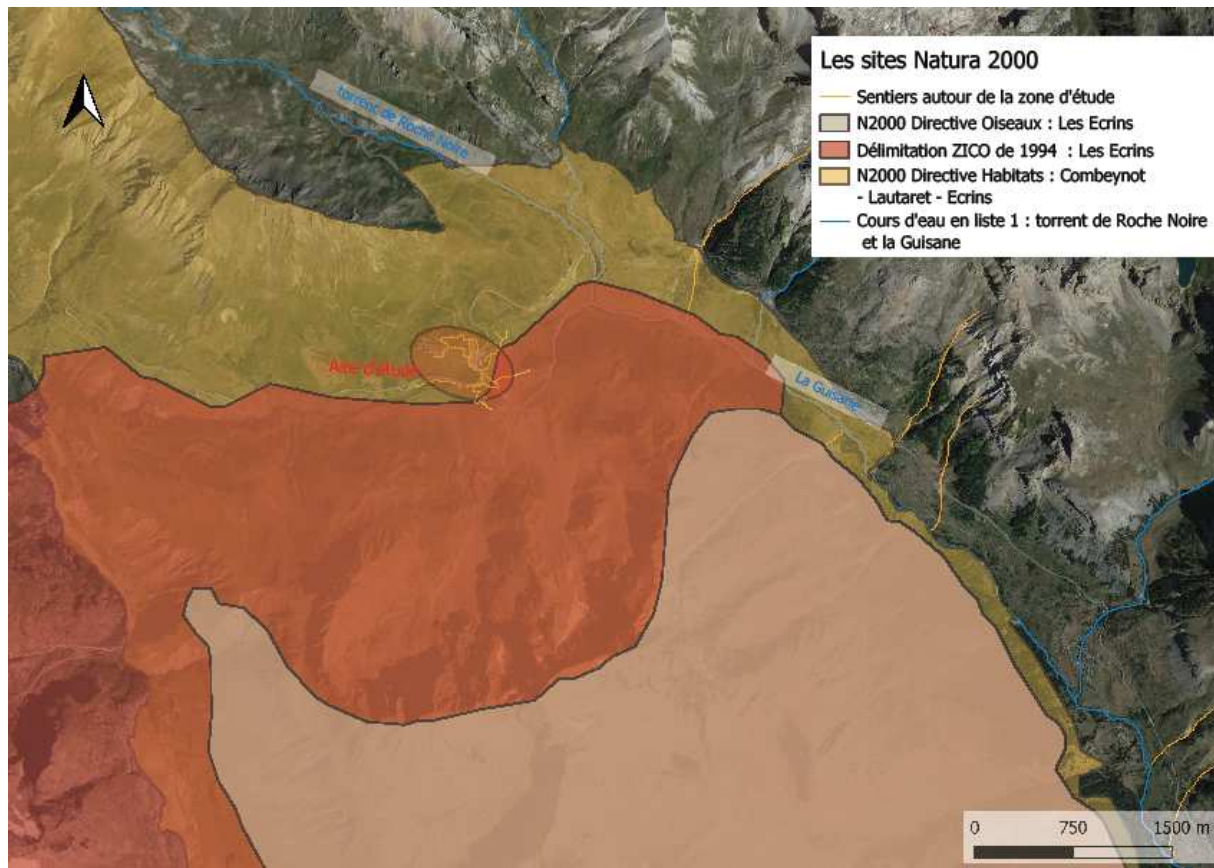 Les sites Natura 2000
Sentiers autour de la zone d'étude
N2000 Directive Oiseaux : Les Ecrins
Délimitation ZICO de 1994 : Les Ecrins
N2000 Directive Habitats : Combeynot
- Lautaret - Ecrins
Cours d'eau en liste 1 : torrent de Roche Noire
et la Guisane
torrent de Roche Noire
Aire d'étude
La Guisane
0 750 1500 m